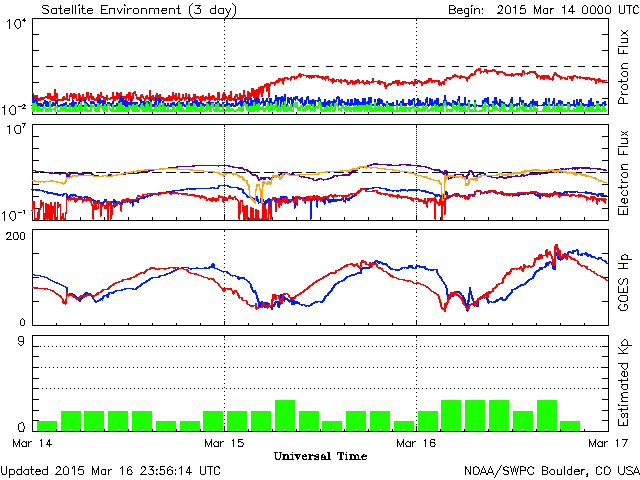 Satellite Environment (3 day) Begin: 2015 Mar 14 0000 UTC
10^4
10^-2
Proton Flux
10^7
10^-1
Electron Flux
200
0
GOES Hp
9
0
Estimated Kp
Mar 14 Mar 15 Mar 16 Mar 17
Universal Time
Updated 2015 Mar 16 23:56:14 UTC NOAA/SWPC Boulder, CO USA